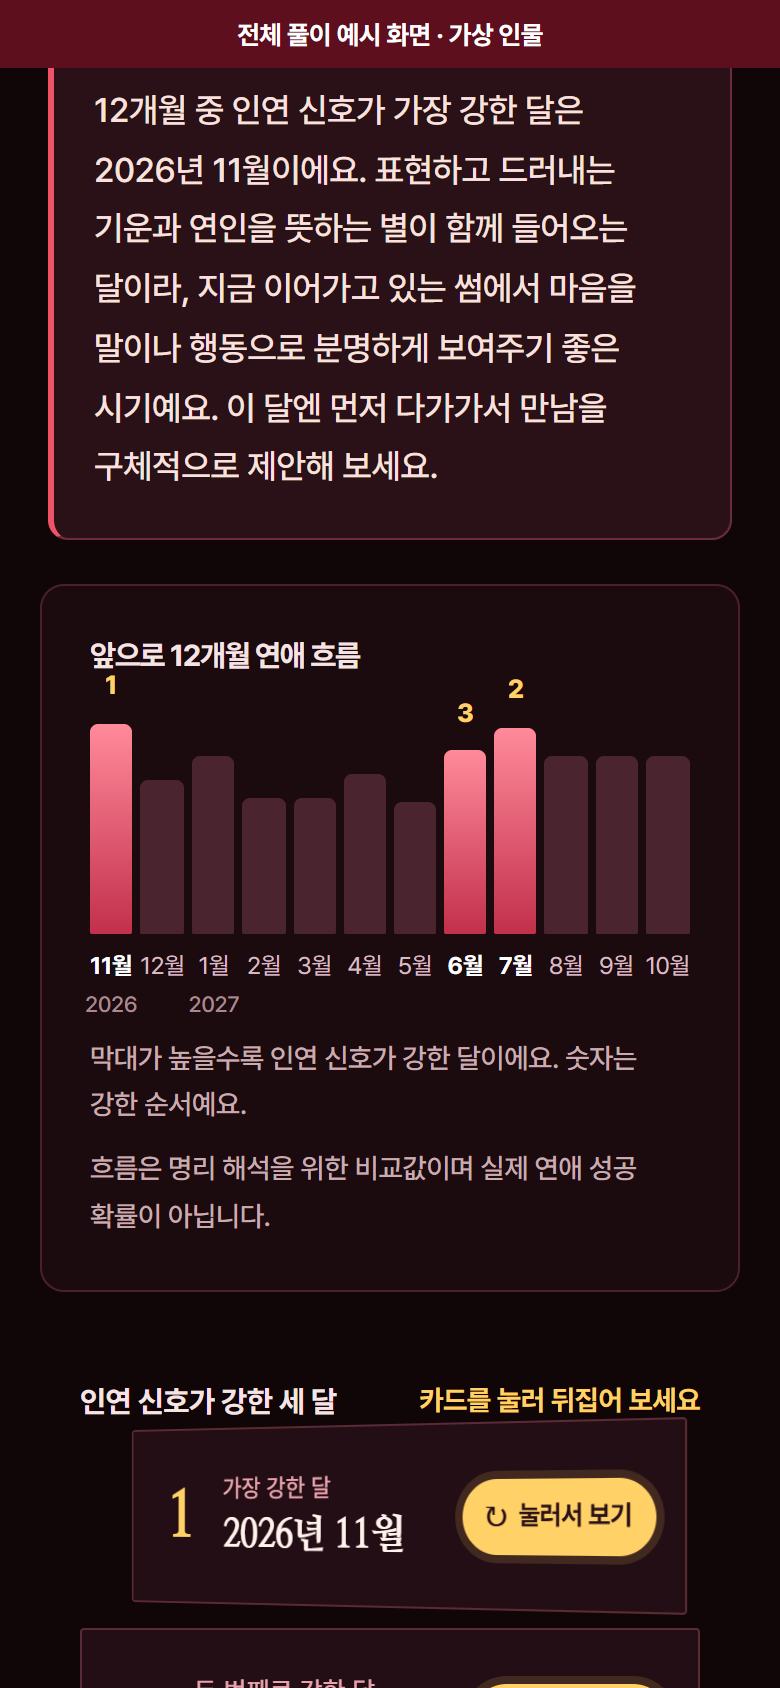 전체 풀이 예시 화면 · 가상 인물
12개월 중 인연 신호가 가장 강한 달은
2026년 11월이에요. 표현하고 드러내는
기운과 연인을 뜻하는 별이 함께 들어오는
달이라, 지금 이어가고 있는 썸에서 마음을
말이나 행동으로 분명하게 보여주기 좋은
시기예요. 이 달엔 먼저 다가가서 만남을
구체적으로 제안해 보세요.
앞으로 12개월 연애 흐름
1
3
2
11월 12월 1월 2월 3월 4월 5월 6월 7월 8월 9월 10월
2026 2027
막대가 높을수록 인연 신호가 강한 달이에요. 숫자는
강한 순서예요.
흐름은 명리 해석을 위한 비교값이며 실제 연애 성공
확률이 아닙니다.
인연 신호가 강한 세 달 카드를 눌러 뒤집어 보세요
가장 강한 달
1 2026년 11월 ↻ 눌러서 보기
두 번째로 강한 달